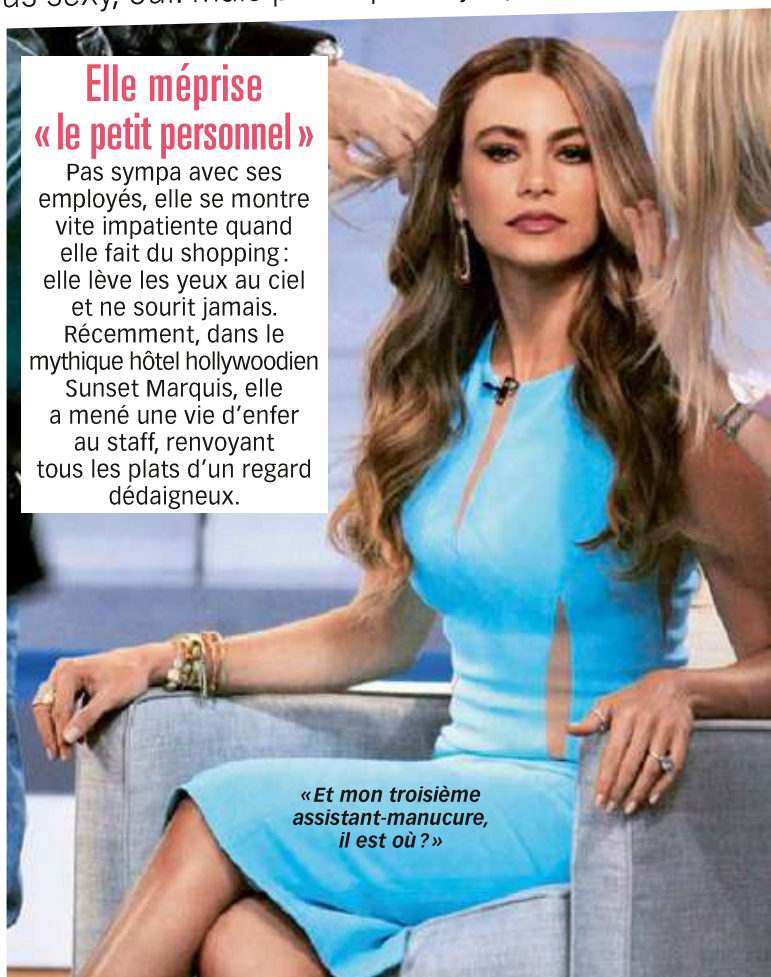 sexy, oui. Mais
Elle méprise
« le petit personnel »
Pas sympa avec ses
employés, elle se montre
vite impatiente quand
elle fait du shopping :
elle lève les yeux au ciel
et ne sourit jamais.
Récemment, dans le
mythique hôtel hollywoodien
Sunset Marquis, elle
a mené une vie d’enfer
au staff, renvoyant
tous les plats d’un regard
dédaigneux.
« Et mon troisième
assistant-manucure,
il est où ? »